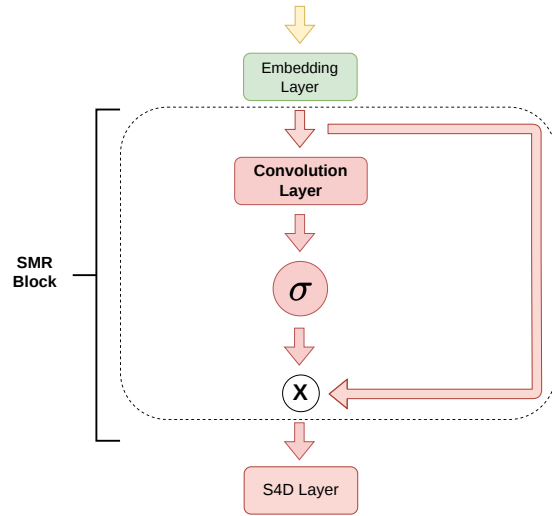 Embedding
Layer
Convolution
Layer
SMR
Block
σ
X
S4D Layer